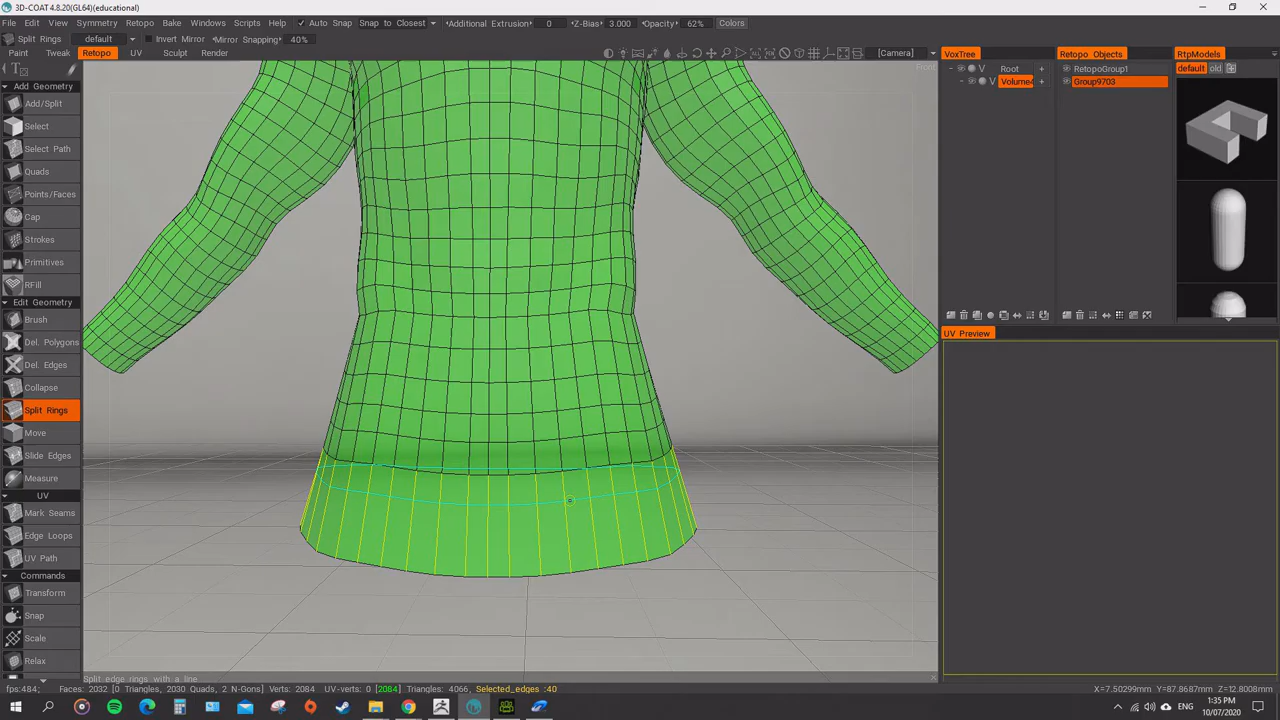 3D-COAT 4.8.20(GL64)(educational)
File Edit View Symmetry Retopo Bake Windows Scripts Help Auto Snap Snap to Closest Additional Extrusion 0 Z-Bias 3.000 Opacity 62% Colors
Split Rings default Invert Mirror Mirror Snapping 40%
Paint Tweak Retopo UV Sculpt Render [Camera]
Front
VoxTree
Root
Volume4
Retopo Objects
RetopoGroup1
Group9703
RtpModels
default old
UV Preview
Add Geometry
Add/Split
Select
Select Path
Quads
Points/Faces
Cap
Strokes
Primitives
RFill
Edit Geometry
Brush
Del. Polygons
Del. Edges
Collapse
Split Rings
Move
Slide Edges
Measure
UV
Mark Seams
Edge Loops
UV Path
Commands
Transform
Snap
Scale
Relax
Split edge rings with a line
fps:484; Faces: 2032 [0 Triangles, 2030 Quads, 2 N-Gons] Verts: 2084 UV-verts: 0 [2084] Triangles: 4066, Selected_edges :40
X=7.50299mm Y=87.8687mm Z=12.8008mm
ENG
1:35 PM
10/07/2020